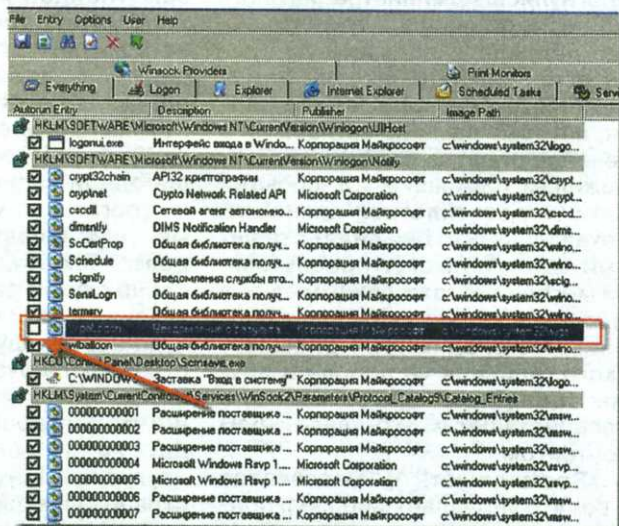 File Entry Options User Help
Winsock Providers Print Monitors
Everything Logon Explorer Internet Explorer Scheduled Tasks Servi
Autorun Entry Description Publisher Image Path
HKLM\SOFTWARE\Microsoft\Windows NT\CurrentVersion\Winlogon\UIHost
logonui.exe Интерфейс входа в Windo... Корпорация Майкрософт c:\windows\system32\logo...
HKLM\SOFTWARE\Microsoft\Windows NT\CurrentVersion\Winlogon\Notify
crypt32chain API32 криптографии Корпорация Майкрософт c:\windows\system32\crypt...
cryptnet Crypto Network Related API Microsoft Corporation c:\windows\system32\crypt...
cscdll Сетевой агент автономно... Корпорация Майкрософт c:\windows\system32\cscd...
dimsntfy DIMS Notification Handler Microsoft Corporation c:\windows\system32\dims...
ScCertProp Общая библиотека получ... Корпорация Майкрософт c:\windows\system32\wlno...
Schedule Общая библиотека получ... Корпорация Майкрософт c:\windows\system32\wlno...
sclgntfy Уведомления службы вто... Корпорация Майкрософт c:\windows\system32\sclg...
SensLogn Общая библиотека получ... Корпорация Майкрософт c:\windows\system32\wlno...
termsrv Общая библиотека получ... Корпорация Майкрософт c:\windows\system32\wlno...
Корпорация Майкрософт
wlballoon Общая библиотека получ... Корпорация Майкрософт c:\windows\system32\wlno...
HKCU\Control Panel\Desktop\Scrnsave.exe
C:\WINDOWS... Заставка "Вход в систему" Корпорация Майкрософт c:\windows\system32\logo...
HKLM\System\CurrentControlSet\Services\WinSock2\Parameters\Protocol_Catalog9\Catalog_Entries
000000000001 Расширение поставщика ... Корпорация Майкрософт c:\windows\system32\msw...
000000000002 Расширение поставщика ... Корпорация Майкрософт c:\windows\system32\msw...
000000000003 Расширение поставщика ... Корпорация Майкрософт c:\windows\system32\msw...
000000000004 Microsoft Windows Rsvp 1.... Microsoft Corporation c:\windows\system32\rsvp...
000000000005 Microsoft Windows Rsvp 1.... Microsoft Corporation c:\windows\system32\rsvp...
000000000006 Расширение поставщика ... Корпорация Майкрософт c:\windows\system32\msw...
000000000007 Расширение поставщика ... Корпорация Майкрософт c:\windows\system32\msw...